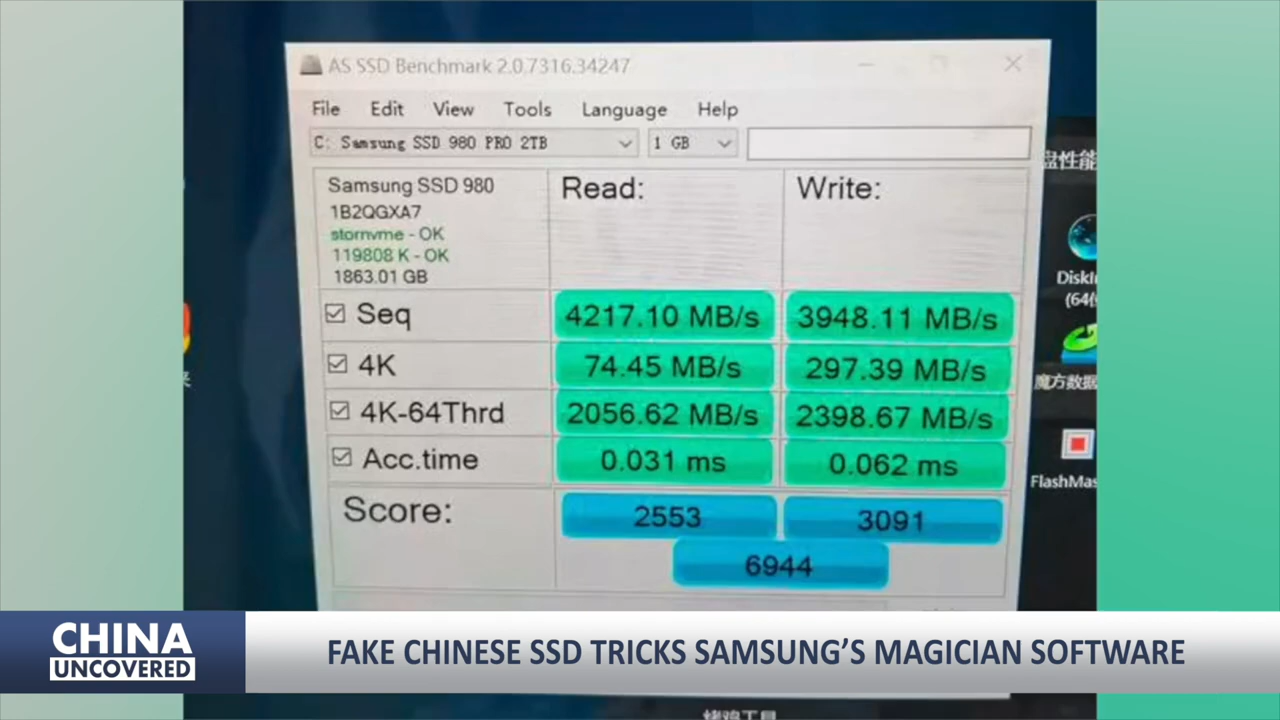 AS SSD Benchmark 2.0.7316.34247
File Edit View Tools Language Help
C: Samsung SSD 980 PRO 2TB 1 GB
Samsung SSD 980
1B2QGXA7
stornvme - OK
119808 K - OK
1863.01 GB
Read: Write:
Seq 4217.10 MB/s 3948.11 MB/s
4K 74.45 MB/s 297.39 MB/s
4K-64Thrd 2056.62 MB/s 2398.67 MB/s
Acc.time 0.031 ms 0.062 ms
Score: 2553 3091
6944
盘性能
(64
魔方数据
CHINA
UNCOVERED
FAKE CHINESE SSD TRICKS SAMSUNG’S MAGICIAN SOFTWARE